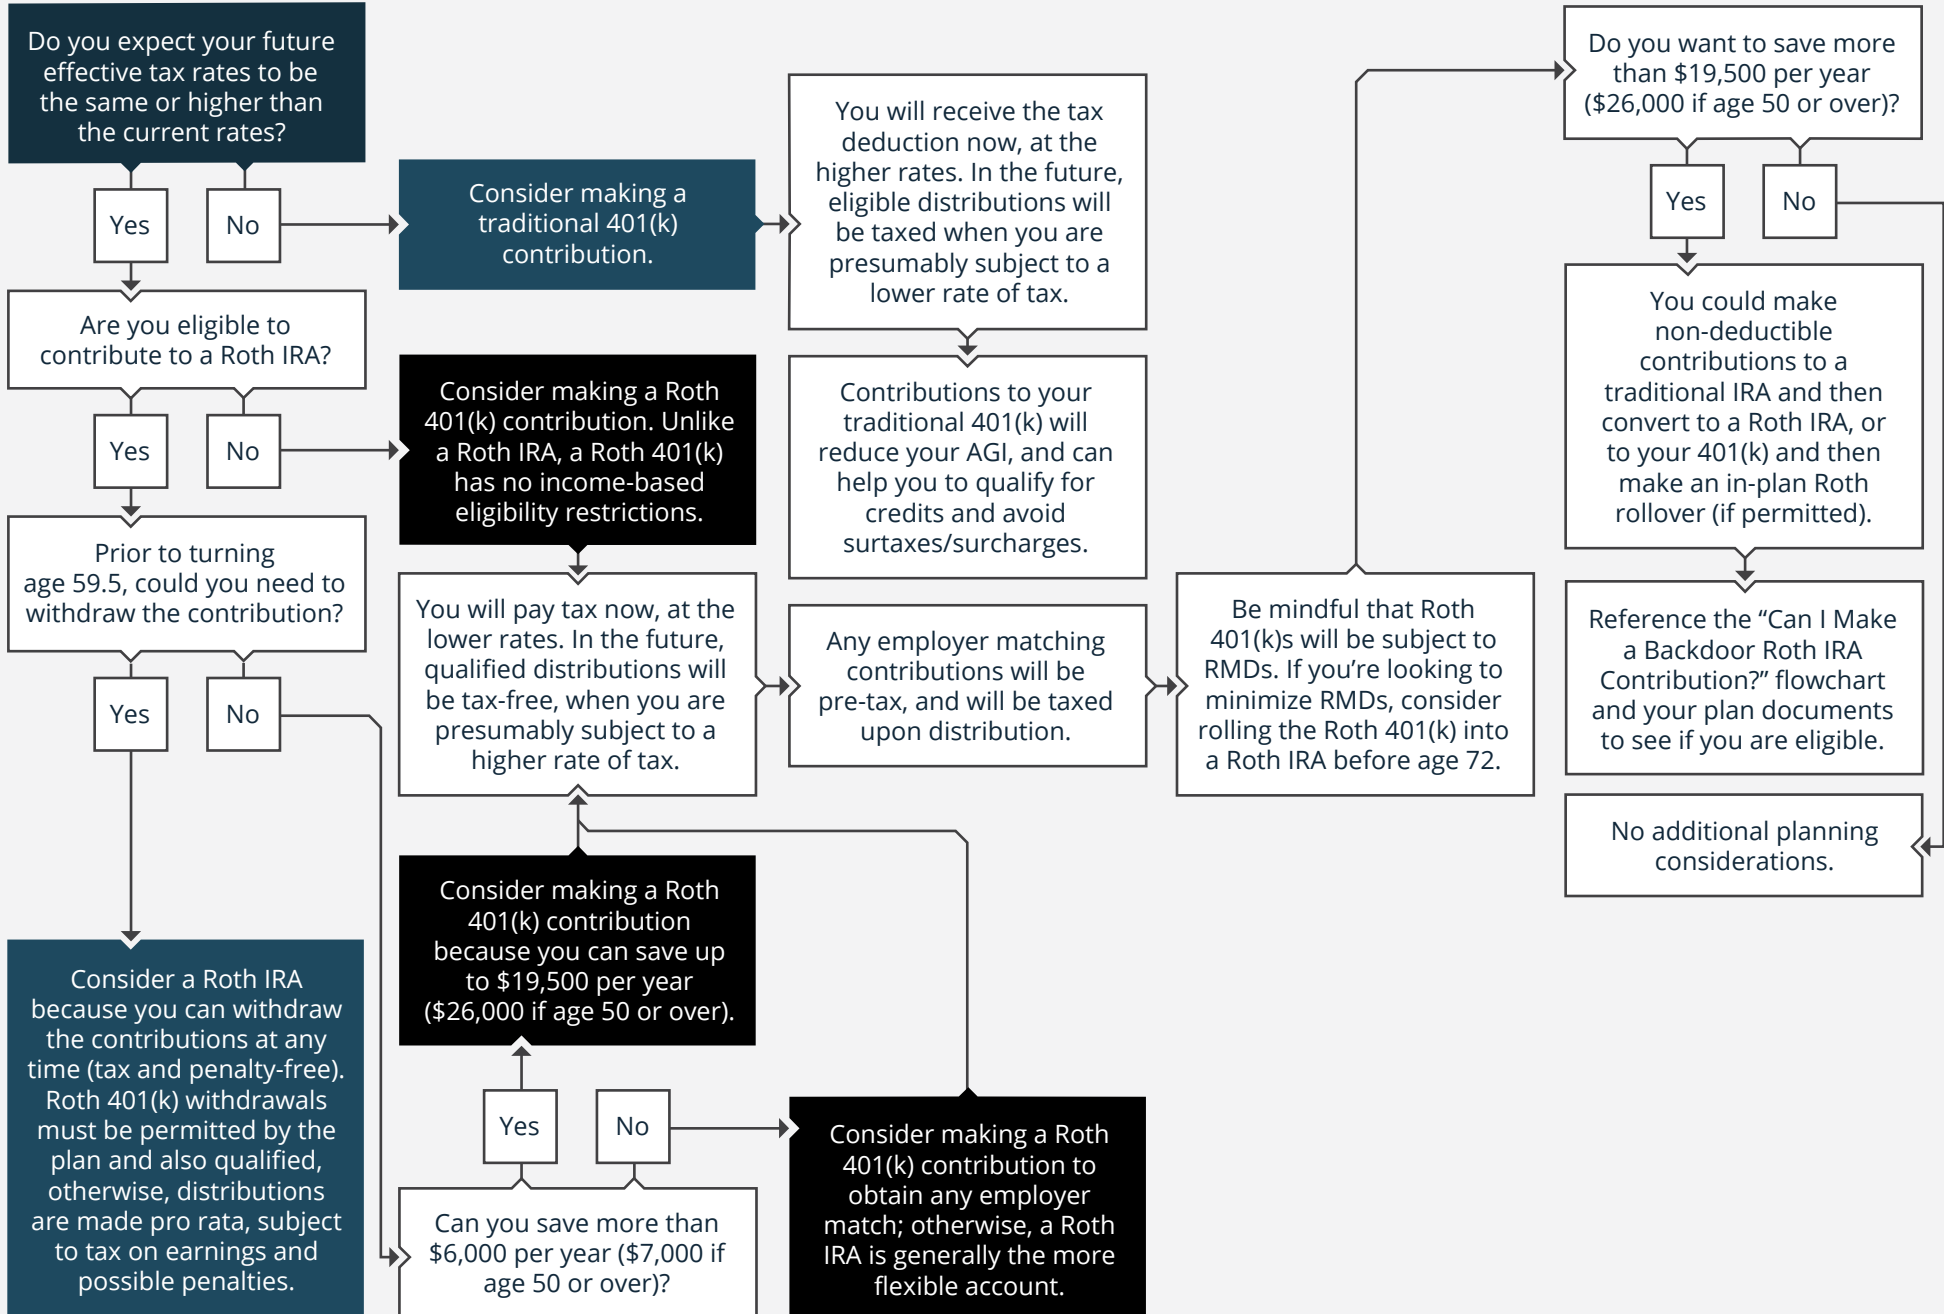 Do you expect your future
effective tax rates to be
the same or higher than
the current rates?
Yes
No
Consider making a
traditional 401(k)
contribution.
You will receive the tax
deduction now, at the
higher rates. In the future,
eligible distributions will
be taxed when you are
presumably subject to a
lower rate of tax.
Contributions to your
traditional 401(k) will
reduce your AGI, and can
help you to qualify for
credits and avoid
surtaxes/surcharges.
Are you eligible to
contribute to a Roth IRA?
Yes
No
Consider making a Roth
401(k) contribution. Unlike
a Roth IRA, a Roth 401(k)
has no income-based
eligibility restrictions.
Prior to turning
age 59.5, could you need to
withdraw the contribution?
Yes
No
Consider a Roth IRA
because you can withdraw
the contributions at any
time (tax and penalty-free).
Roth 401(k) withdrawals
must be permitted by the
plan and also qualified,
otherwise, distributions
are made pro rata, subject
to tax on earnings and
possible penalties.
Can you save more than
$6,000 per year ($7,000 if
age 50 or over)?
Yes
No
Consider making a Roth
401(k) contribution
because you can save up
to $19,500 per year
($26,000 if age 50 or over).
Consider making a Roth
401(k) contribution to
obtain any employer
match; otherwise, a Roth
IRA is generally the more
flexible account.
You will pay tax now, at the
lower rates. In the future,
qualified distributions will
be tax-free, when you are
presumably subject to a
higher rate of tax.
Any employer matching
contributions will be
pre-tax, and will be taxed
upon distribution.
Be mindful that Roth
401(k)s will be subject to
RMDs. If you’re looking to
minimize RMDs, consider
rolling the Roth 401(k) into
a Roth IRA before age 72.
Do you want to save more
than $19,500 per year
($26,000 if age 50 or over)?
Yes
No
You could make
non-deductible
contributions to a
traditional IRA and then
convert to a Roth IRA, or
to your 401(k) and then
make an in-plan Roth
rollover (if permitted).
Reference the “Can I Make
a Backdoor Roth IRA
Contribution?” flowchart
and your plan documents
to see if you are eligible.
No additional planning
considerations.